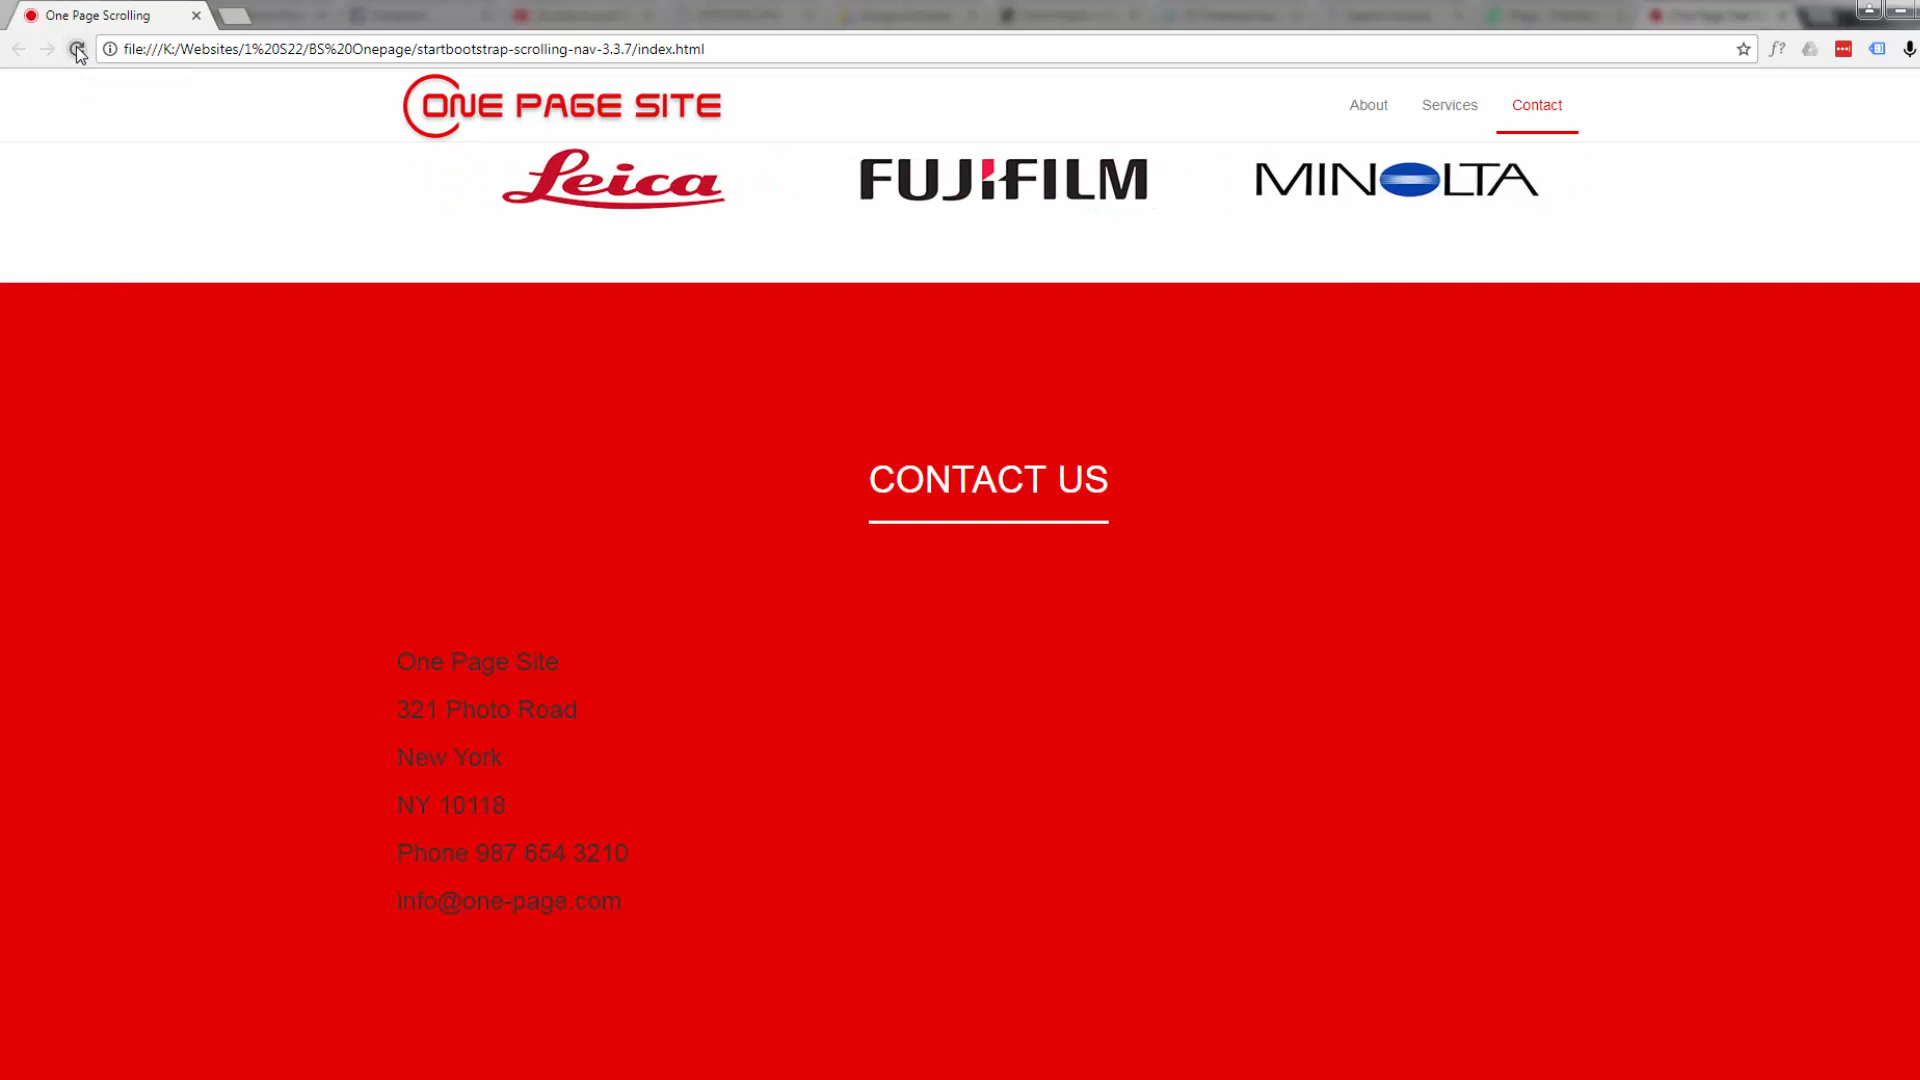 One Page Scrolling
file:///K:/Websites/1%20S22/BS%20Onepage/startbootstrap-scrolling-nav-3.3.7/index.html
f?
ONE PAGE SITE
About
Services
Contact
Leica
FUJIFILM
MINOLTA
CONTACT US
One Page Site
321 Photo Road
New York
NY 10118
Phone 987 654 3210
info@one-page.com